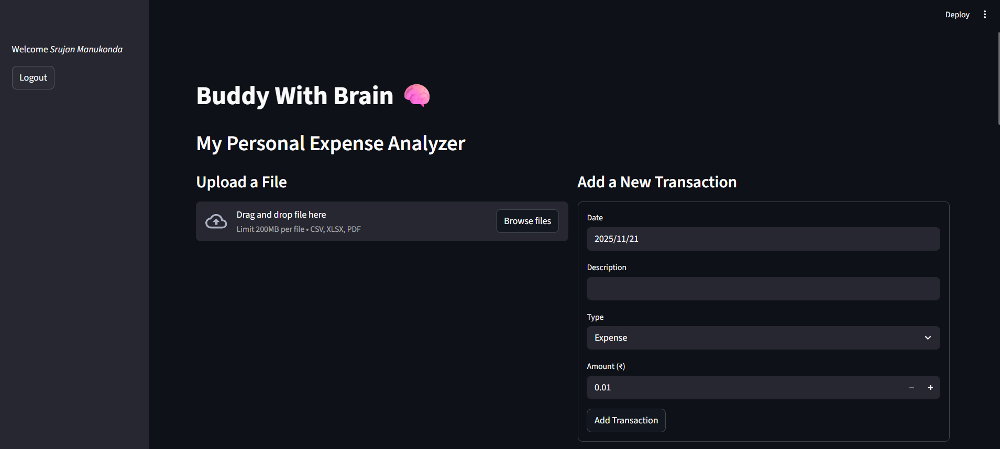 Deploy
Welcome Srujan Manukonda
Logout
Buddy With Brain
My Personal Expense Analyzer
Upload a File
Drag and drop file here
Limit 200MB per file • CSV, XLSX, PDF
Browse files
Add a New Transaction
Date
2025/11/21
Description
Type
Expense
Amount (₹)
0.01
Add Transaction